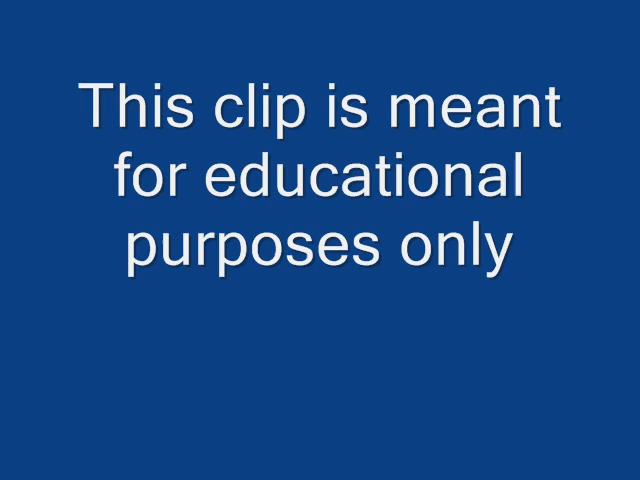 This clip is meant
for educational
purposes only